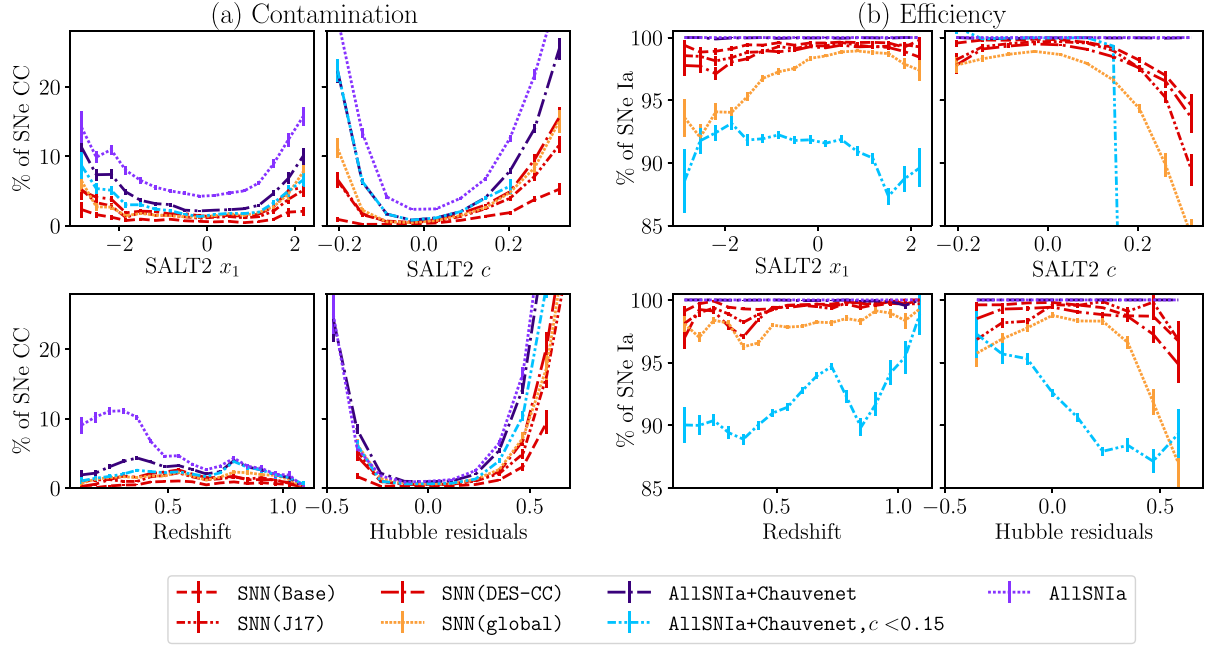 (a) Contamination
(b) Efficiency
% of SNe CC
20
10
0
−2
0
2
SALT2 x₁
−0.2
0.0
0.2
SALT2 c
% of SNe Ia
100
95
90
85
−2
0
2
SALT2 x₁
−0.2
0.0
0.2
SALT2 c
% of SNe CC
20
10
0
0.5
1.0
Redshift
−0.5
0.0
0.5
Hubble residuals
% of SNe Ia
100
95
90
85
0.5
1.0
Redshift
−0.5
0.0
0.5
Hubble residuals
SNN(Base)
SNN(J17)
SNN(DES-CC)
SNN(global)
AllSNIa+Chauvenet
AllSNIa+Chauvenet, c <0.15
AllSNIa